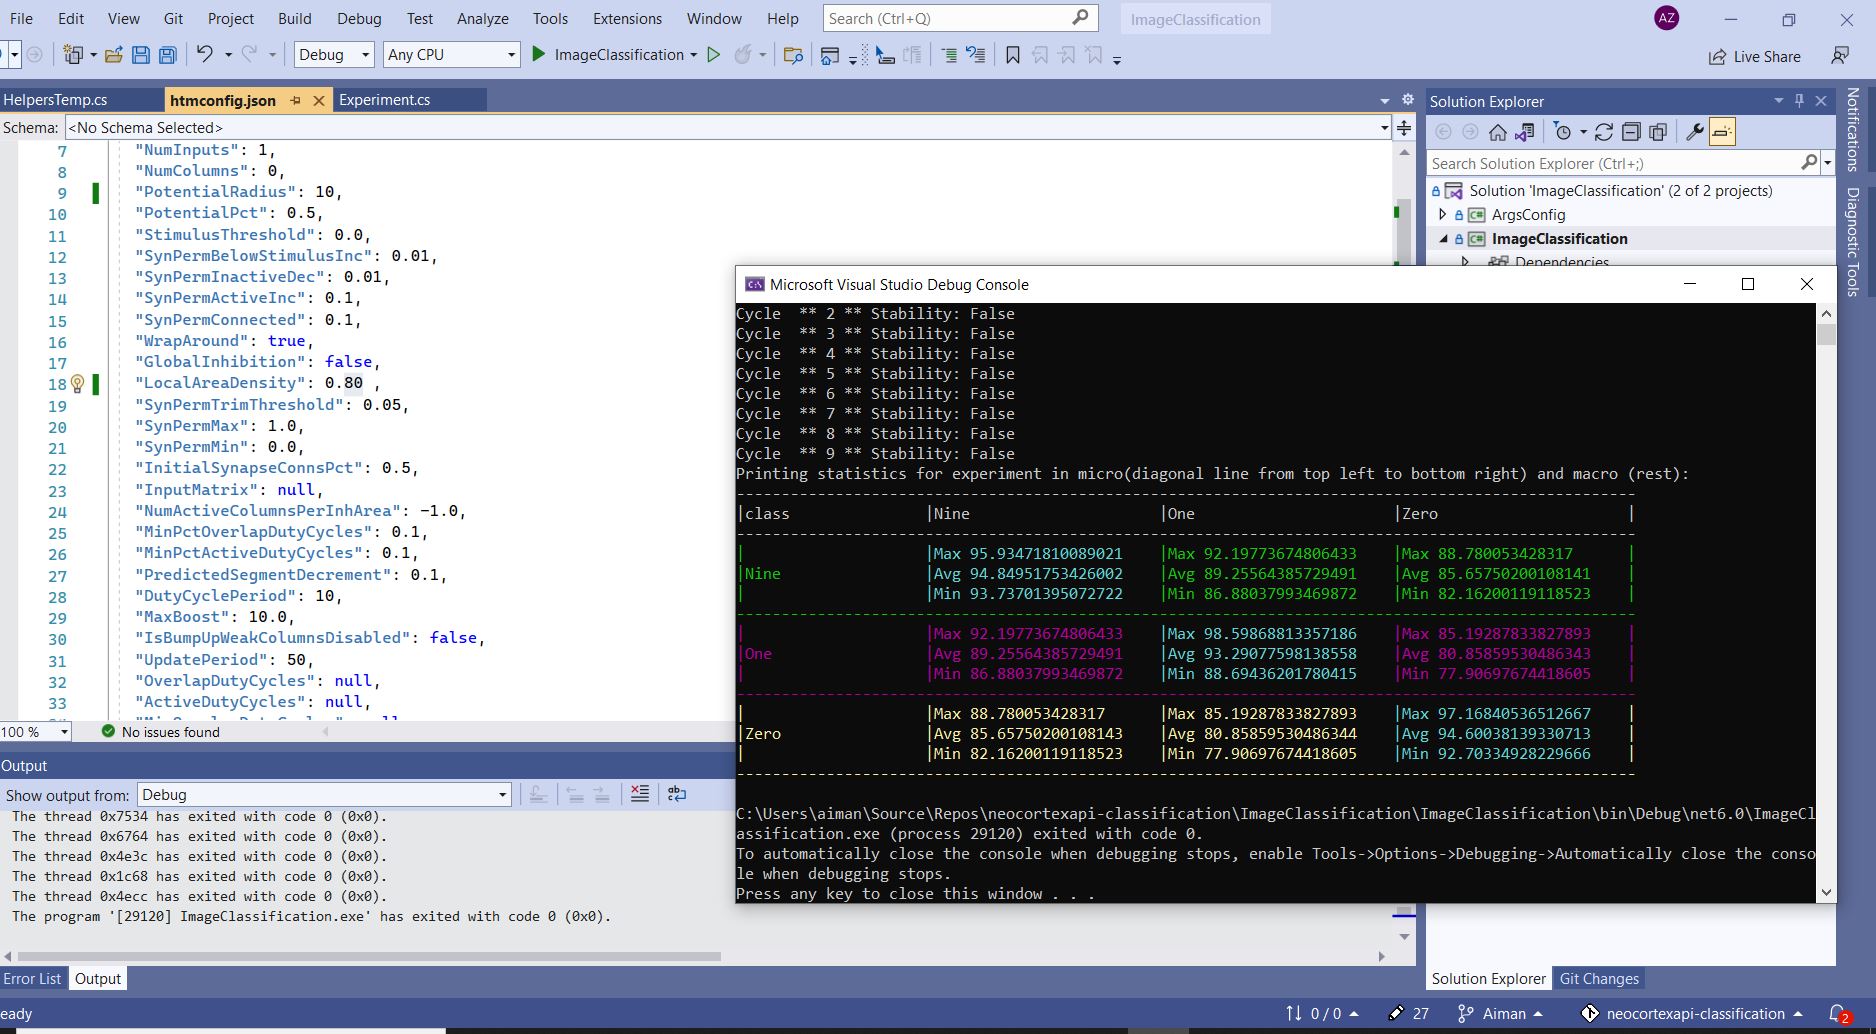 File Edit View Git Project Build Debug Test Analyze Tools Extensions Window Help Search (Ctrl+Q) ImageClassification AZ
Debug Any CPU ImageClassification Live Share
HelpersTemp.cs htmconfig.json Experiment.cs
Schema: <No Schema Selected>
7 "NumInputs": 1,
8 "NumColumns": 0,
9 "PotentialRadius": 10,
10 "PotentialPct": 0.5,
11 "StimulusThreshold": 0.0,
12 "SynPermBelowStimulusInc": 0.01,
13 "SynPermInactiveDec": 0.01,
14 "SynPermActiveInc": 0.1,
15 "SynPermConnected": 0.1,
16 "WrapAround": true,
17 "GlobalInhibition": false,
18 "LocalAreaDensity": 0.80 ,
19 "SynPermTrimThreshold": 0.05,
20 "SynPermMax": 1.0,
21 "SynPermMin": 0.0,
22 "InitialSynapseConnsPct": 0.5,
23 "InputMatrix": null,
24 "NumActiveColumnsPerInhArea": -1.0,
25 "MinPctOverlapDutyCycles": 0.1,
26 "MinPctActiveDutyCycles": 0.1,
27 "PredictedSegmentDecrement": 0.1,
28 "DutyCyclePeriod": 10,
29 "MaxBoost": 10.0,
30 "IsBumpUpWeakColumnsDisabled": false,
31 "UpdatePeriod": 50,
32 "OverlapDutyCycles": null,
33 "ActiveDutyCycles": null,
100 % No issues found
Output
Show output from: Debug
The thread 0x7534 has exited with code 0 (0x0).
The thread 0x6764 has exited with code 0 (0x0).
The thread 0x4e3c has exited with code 0 (0x0).
The thread 0x1c68 has exited with code 0 (0x0).
The thread 0x4ecc has exited with code 0 (0x0).
The program '[29120] ImageClassification.exe' has exited with code 0 (0x0).
Error List Output
Solution Explorer
Search Solution Explorer (Ctrl+;)
Solution 'ImageClassification' (2 of 2 projects)
ArgsConfig
ImageClassification
Dependencies
Notifications
Diagnostic Tools
Microsoft Visual Studio Debug Console
Cycle ** 2 ** Stability: False
Cycle ** 3 ** Stability: False
Cycle ** 4 ** Stability: False
Cycle ** 5 ** Stability: False
Cycle ** 6 ** Stability: False
Cycle ** 7 ** Stability: False
Cycle ** 8 ** Stability: False
Cycle ** 9 ** Stability: False
Printing statistics for experiment in micro(diagonal line from top left to bottom right) and macro (rest):
|class |Nine |One |Zero |
| |Max 95.93471810089021 |Max 92.19773674806433 |Max 88.780053428317 |
|Nine |Avg 94.84951753426002 |Avg 89.25564385729491 |Avg 85.65750200108141 |
| |Min 93.73701395072722 |Min 86.88037993469872 |Min 82.16200119118523 |
| |Max 92.19773674806433 |Max 98.59868813357186 |Max 85.19287833827893 |
|One |Avg 89.25564385729491 |Avg 93.29077598138558 |Avg 80.85859530486343 |
| |Min 86.88037993469872 |Min 88.69436201780415 |Min 77.90697674418605 |
| |Max 88.780053428317 |Max 85.19287833827893 |Max 97.16840536512667 |
|Zero |Avg 85.65750200108143 |Avg 80.85859530486344 |Avg 94.60038139330713 |
| |Min 82.16200119118523 |Min 77.90697674418605 |Min 92.70334928229666 |
C:\Users\aiman\Source\Repos\neocortexapi-classification\ImageClassification\ImageClassification\bin\Debug\net6.0\ImageCl
assification.exe (process 29120) exited with code 0.
To automatically close the console when debugging stops, enable Tools->Options->Debugging->Automatically close the conso
le when debugging stops.
Press any key to close this window . . .
Solution Explorer Git Changes
eady 0 / 0 27 Aiman neocortexapi-classification 2